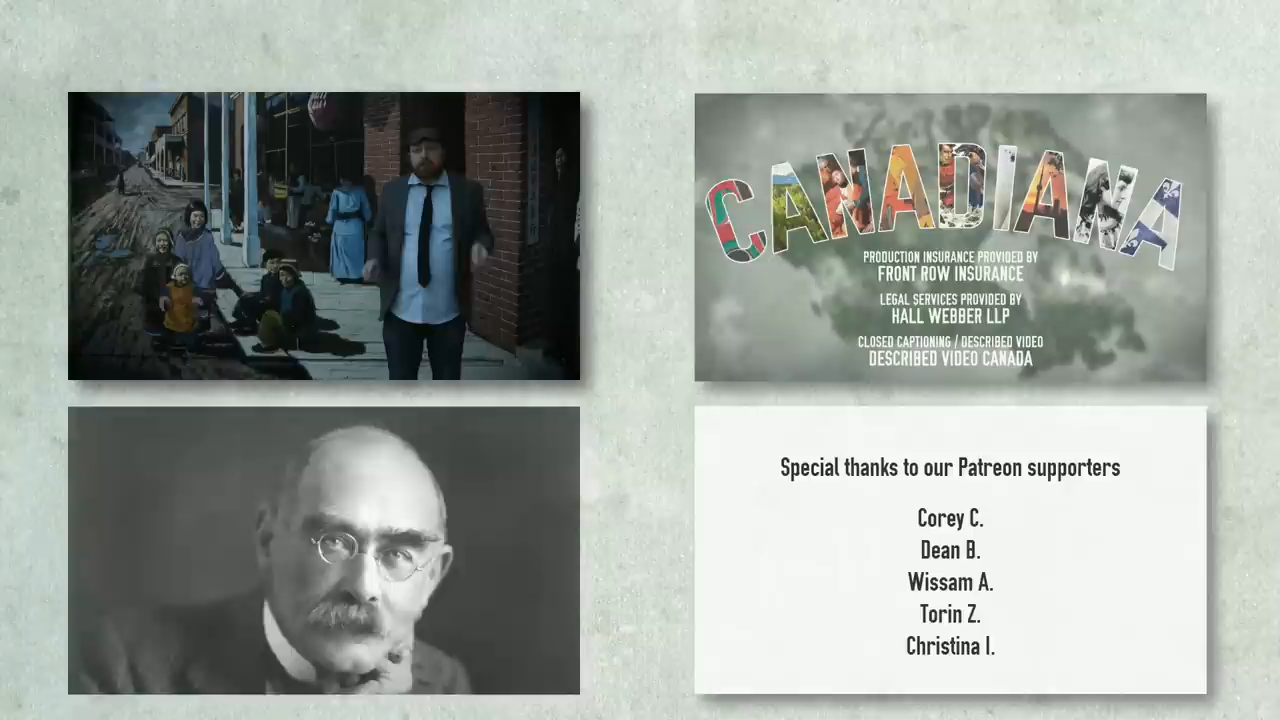 CANADIANA
PRODUCTION INSURANCE PROVIDED BY
FRONT ROW INSURANCE
LEGAL SERVICES PROVIDED BY
HALL WEBBER LLP
CLOSED CAPTIONING / DESCRIBED VIDEO
DESCRIBED VIDEO CANADA
Special thanks to our Patreon supporters
Corey C.
Dean B.
Wissam A.
Torin Z.
Christina I.